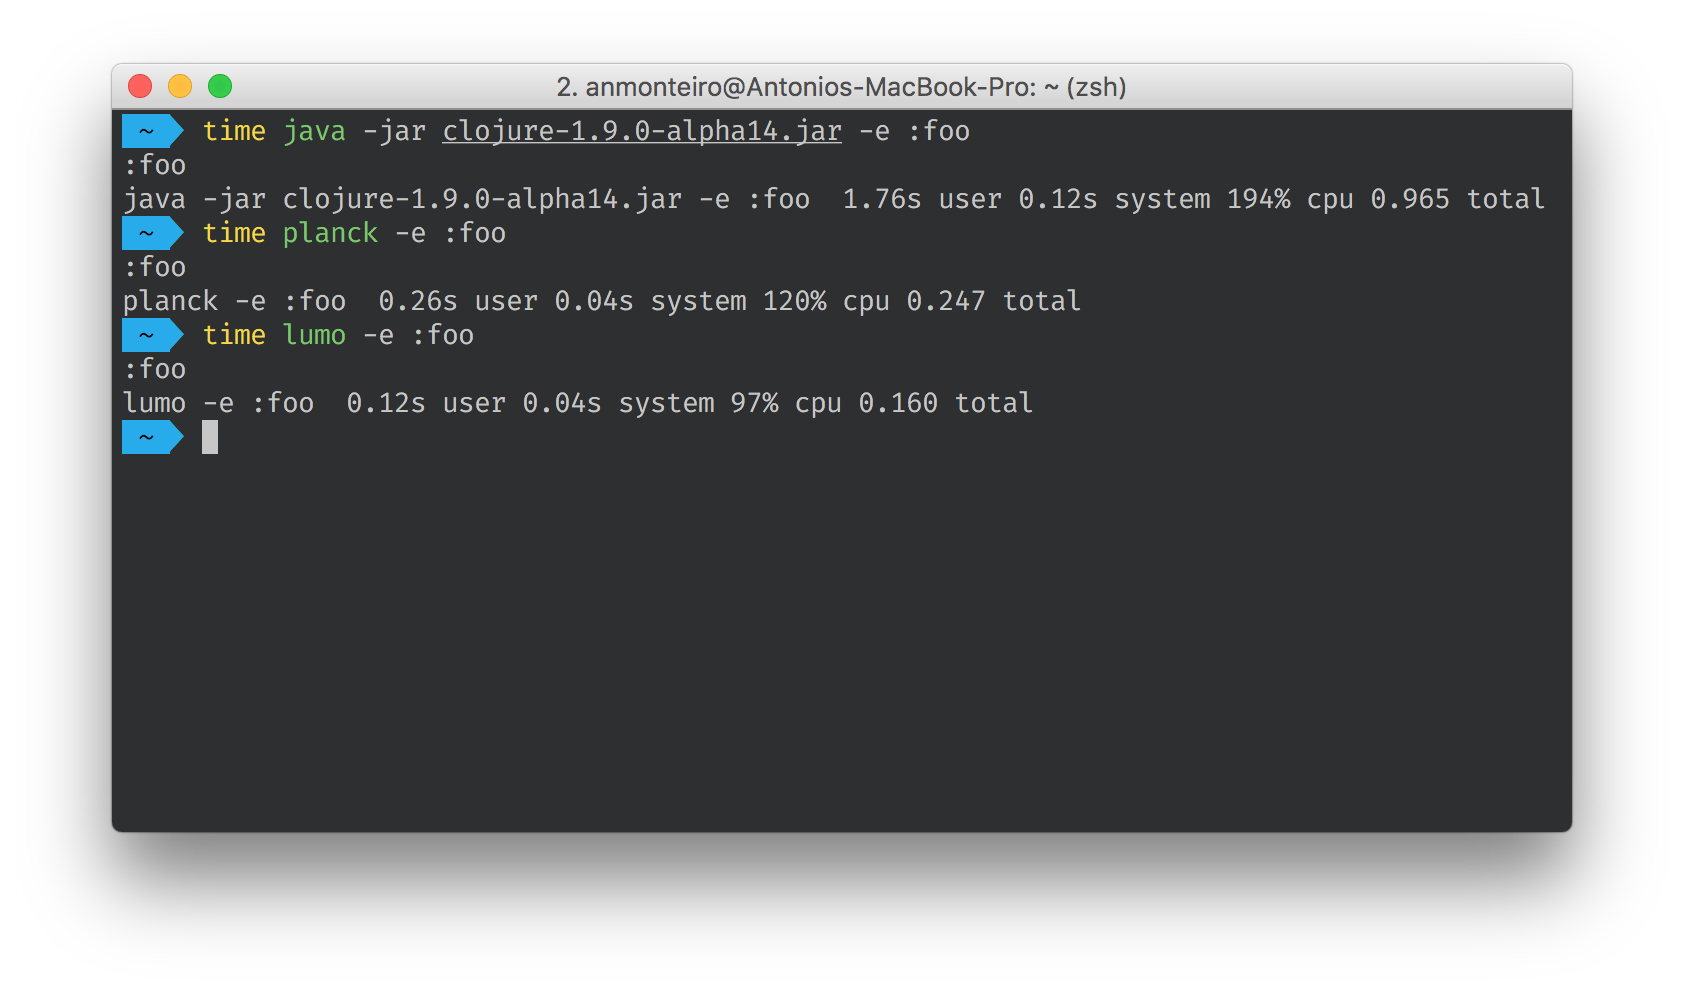 2. anmonteiro@Antonios-MacBook-Pro: ~ (zsh)
~ time java -jar clojure-1.9.0-alpha14.jar -e :foo
:foo
java -jar clojure-1.9.0-alpha14.jar -e :foo  1.76s user 0.12s system 194% cpu 0.965 total
~ time planck -e :foo
:foo
planck -e :foo  0.26s user 0.04s system 120% cpu 0.247 total
~ time lumo -e :foo
:foo
lumo -e :foo  0.12s user 0.04s system 97% cpu 0.160 total
~